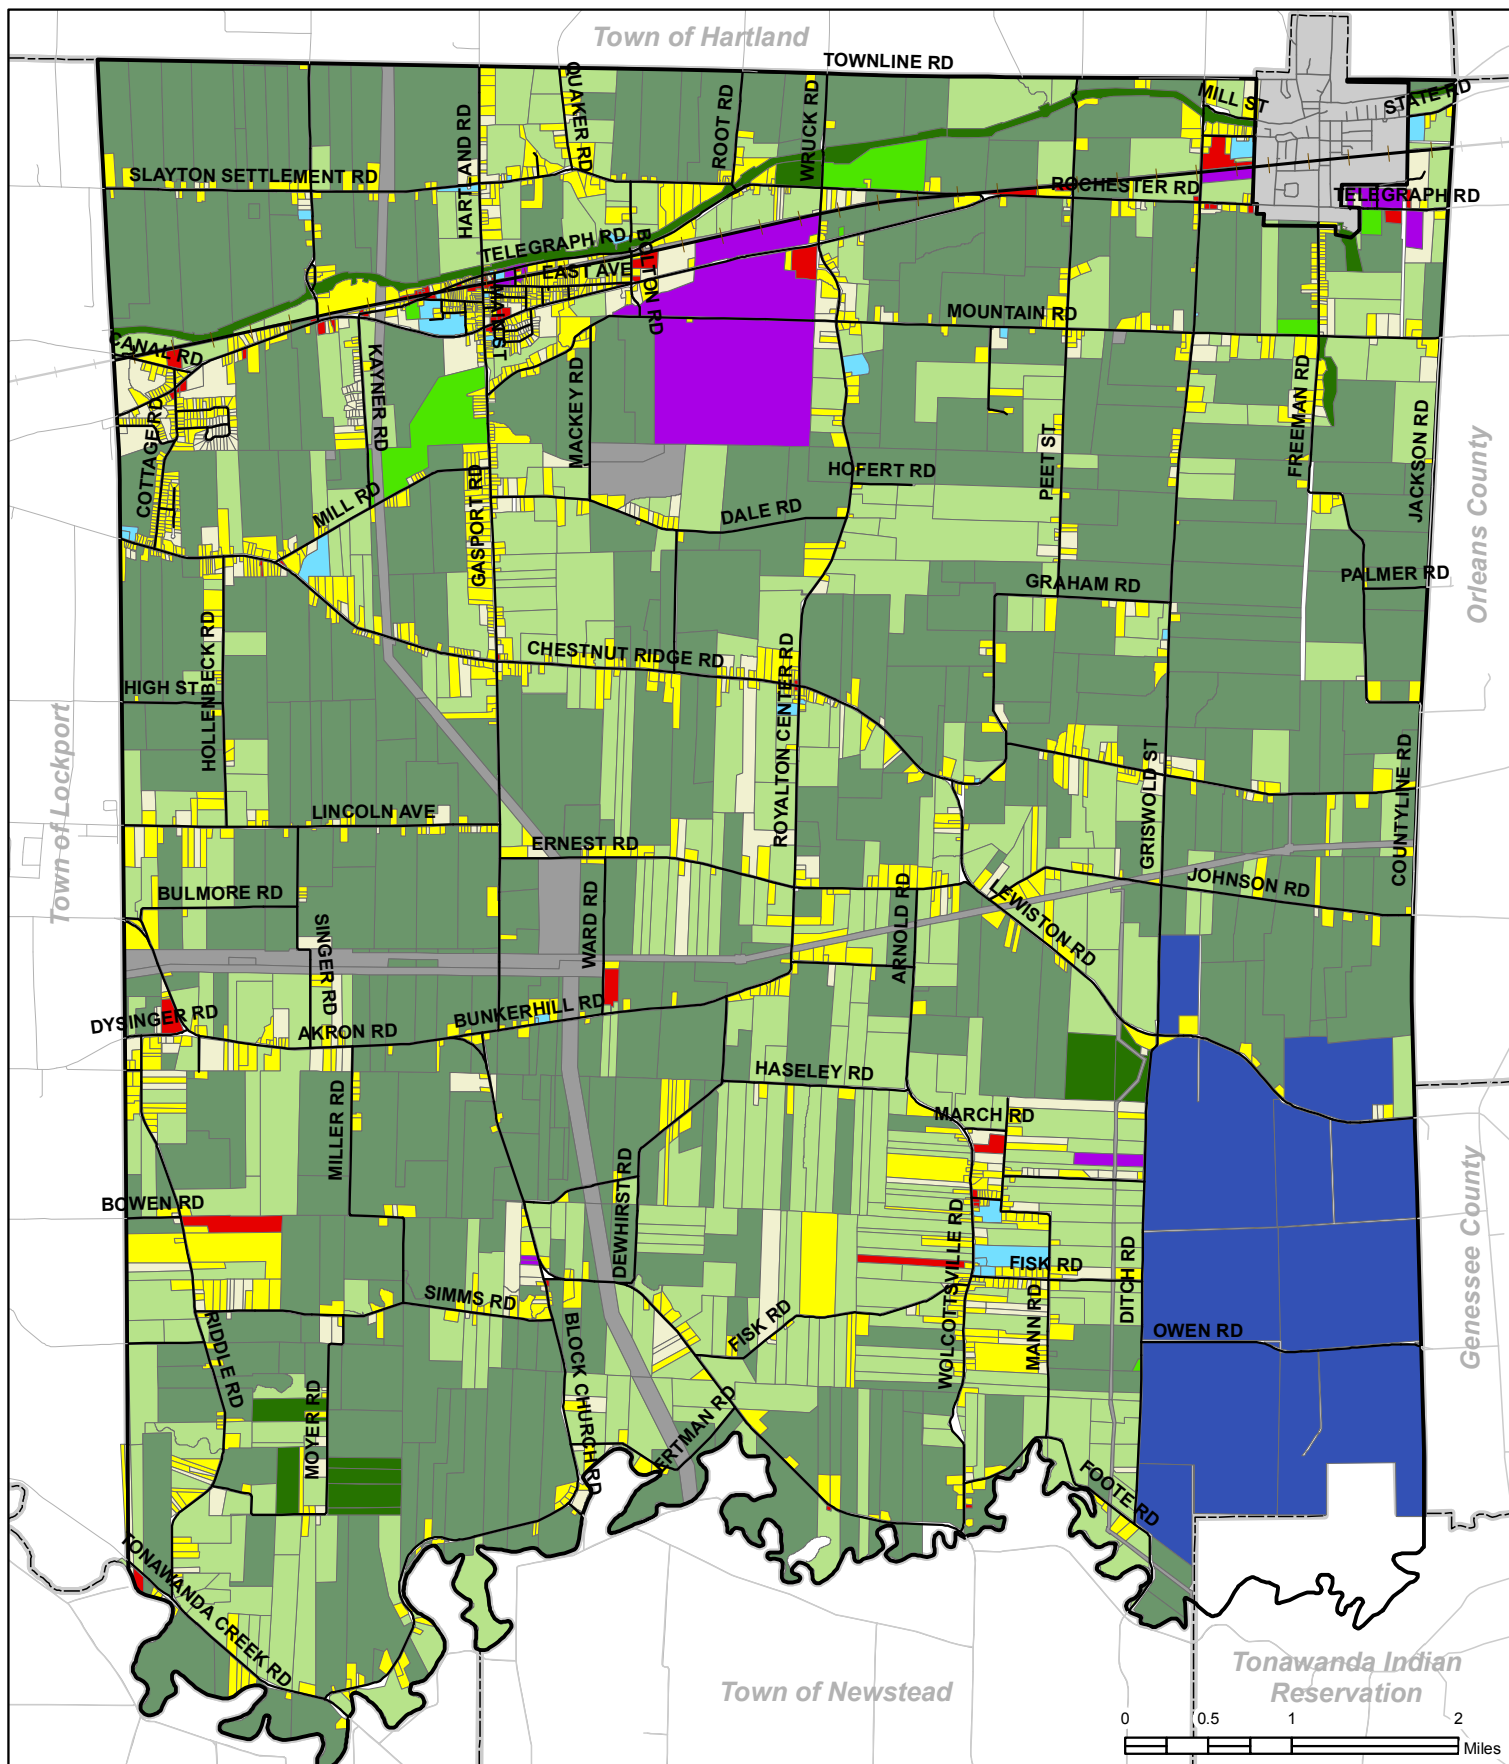 Town of Hartland
TOWNLINE RD
QUAKER RD
HARTLAND RD
ROOT RD
WRUCK RD
MILL ST
STATE RD
SLAYTON SETTLEMENT RD
ROCHESTER RD
TELEGRAPH RD
TELEGRAPH RD
BOLTON RD
EAST AVE
MAIN ST
MOUNTAIN RD
CANAL RD
KAYNER RD
MACKEY RD
FREEMAN RD
COTTAGE RD
JACKSON RD
HOFERT RD
PEET ST
MILL RD
GASPORT RD
DALE RD
Orleans County
PALMER RD
GRAHAM RD
HOLLENBECK RD
CHESTNUT RIDGE RD
ROYALTON CENTER RD
HIGH ST
Town of Lockport
GRISWOLD ST
COUNTYLINE RD
LINCOLN AVE
ERNEST RD
BULMORE RD
JOHNSON RD
LEWISTON RD
WARD RD
ARNOLD RD
SINGER RD
DYSINGER RD
AKRON RD
BUNKERHILL RD
HASELEY RD
MARCH RD
MILLER RD
BOWEN RD
DEWHIRST RD
WOLCOTTSVILLE RD
FISK RD
DITCH RD
Genessee County
SIMMS RD
FISK RD
MANN RD
OWEN RD
RIDDLE RD
BLOCK CHURCH RD
MOYER RD
ERTMAN RD
FOOTE RD
TONAWANDA CREEK RD
Town of Newstead
Tonawanda Indian
Reservation
0 0.5 1 2
Miles